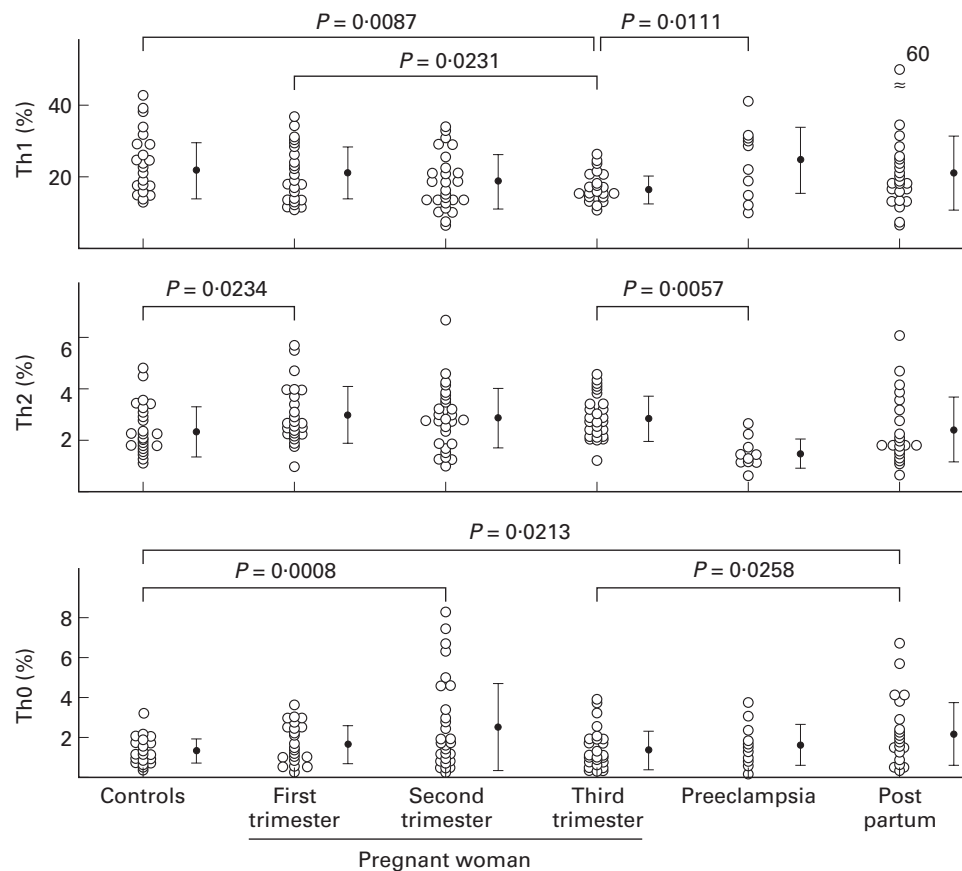 P = 0·0087
P = 0·0111
P = 0·0231
60
Th1 (%)
40
20
P = 0·0234
P = 0·0057
Th2 (%)
6
4
2
P = 0·0213
P = 0·0008
P = 0·0258
Th0 (%)
8
6
4
2
Controls
First
trimester
Second
trimester
Third
trimester
Preeclampsia
Post
partum
Pregnant woman